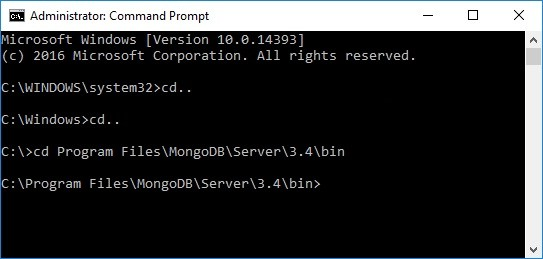 Administrator: Command Prompt
Microsoft Windows [Version 10.0.14393]
(c) 2016 Microsoft Corporation. All rights reserved.
C:\WINDOWS\system32>cd..
C:\Windows>cd..
C:\>cd Program Files\MongoDB\Server\3.4\bin
C:\Program Files\MongoDB\Server\3.4\bin>